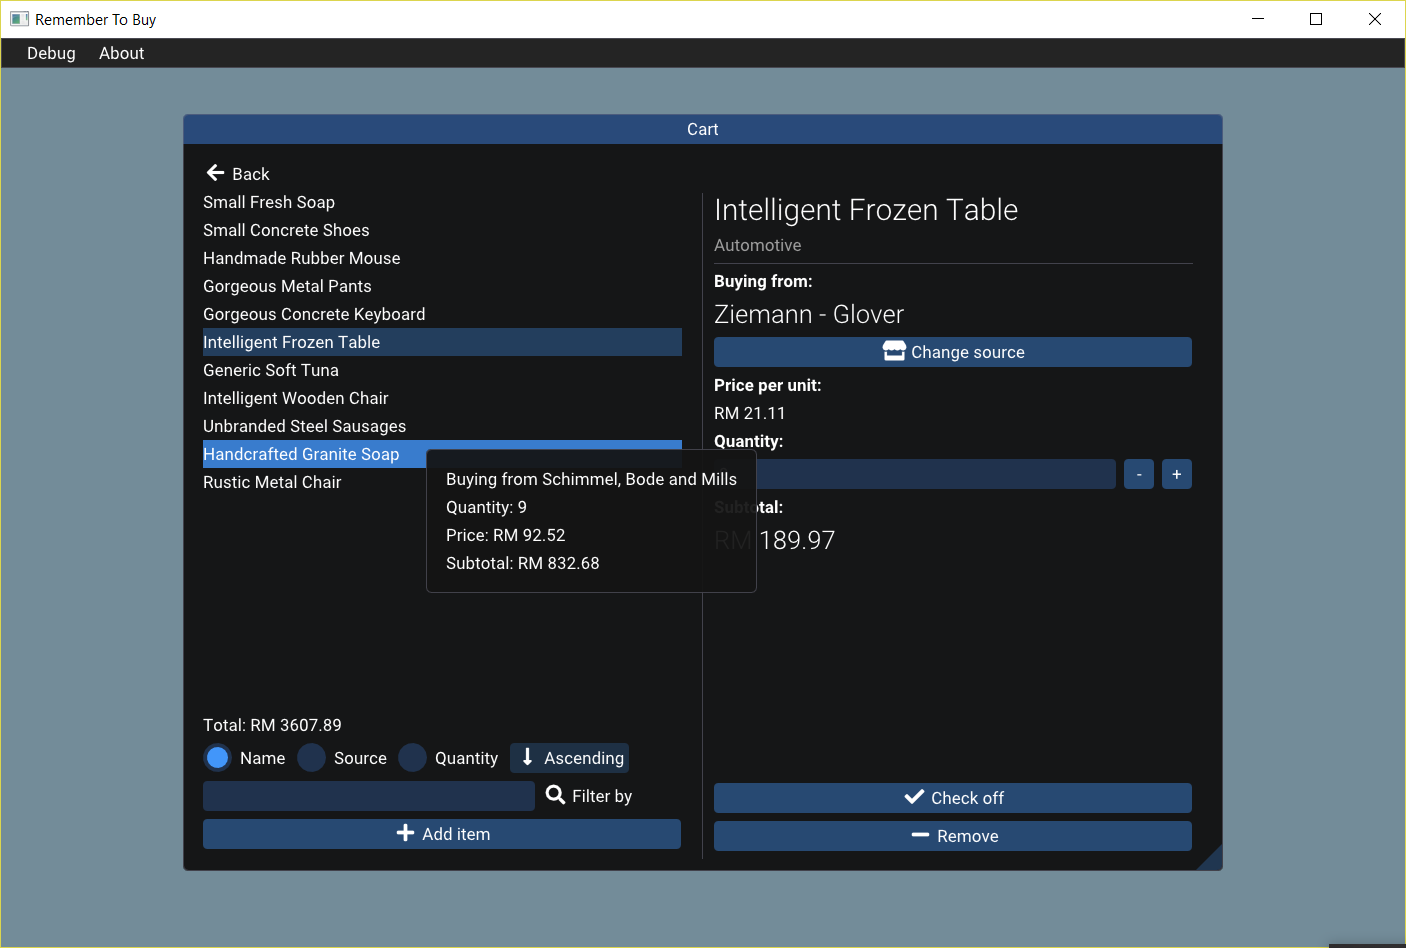 Remember To Buy
Debug About
Cart
Back
Small Fresh Soap
Small Concrete Shoes
Handmade Rubber Mouse
Gorgeous Metal Pants
Gorgeous Concrete Keyboard
Intelligent Frozen Table
Generic Soft Tuna
Intelligent Wooden Chair
Unbranded Steel Sausages
Handcrafted Granite Soap
Rustic Metal Chair
Buying from Schimmel, Bode and Mills
Quantity: 9
Price: RM 92.52
Subtotal: RM 832.68
Total: RM 3607.89
Name Source Quantity Ascending
Filter by
Add item
Intelligent Frozen Table
Automotive
Buying from:
Ziemann - Glover
Change source
Price per unit:
RM 21.11
Quantity:
- +
Subtotal:
RM 189.97
Check off
Remove